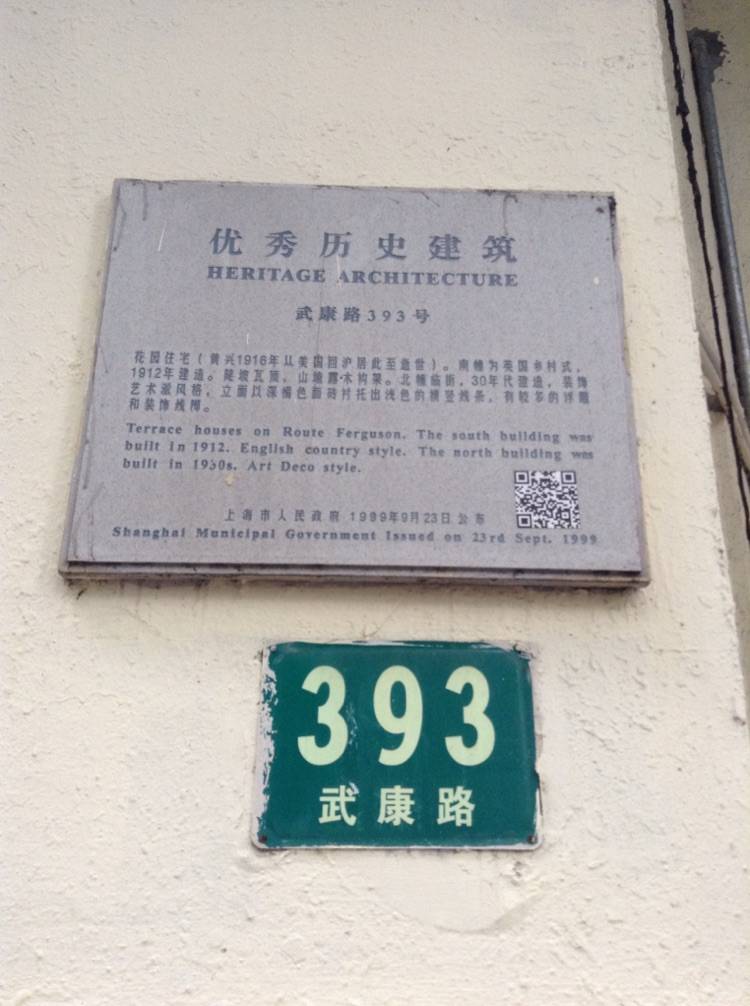 优秀历史建筑
HERITAGE ARCHITECTURE
武康路393号
花园住宅（黄兴1916年从美国回沪居此至逝世）。南幢为英国乡村式，
1912年建造。陡坡瓦顶，山墙露木构架。北幢临街，30年代建造，装饰
艺术派风格，立面以深褐色面砖衬托出浅色的横竖线条，有较多的浮雕
和装饰线脚。
Terrace houses on Route Ferguson. The south building was
built in 1912. English country style. The north building was
built in 1930s. Art Deco style.
上海市人民政府 1999年9月23日公布
Shanghai Municipal Government Issued on 23rd Sept. 1999
393
武康路